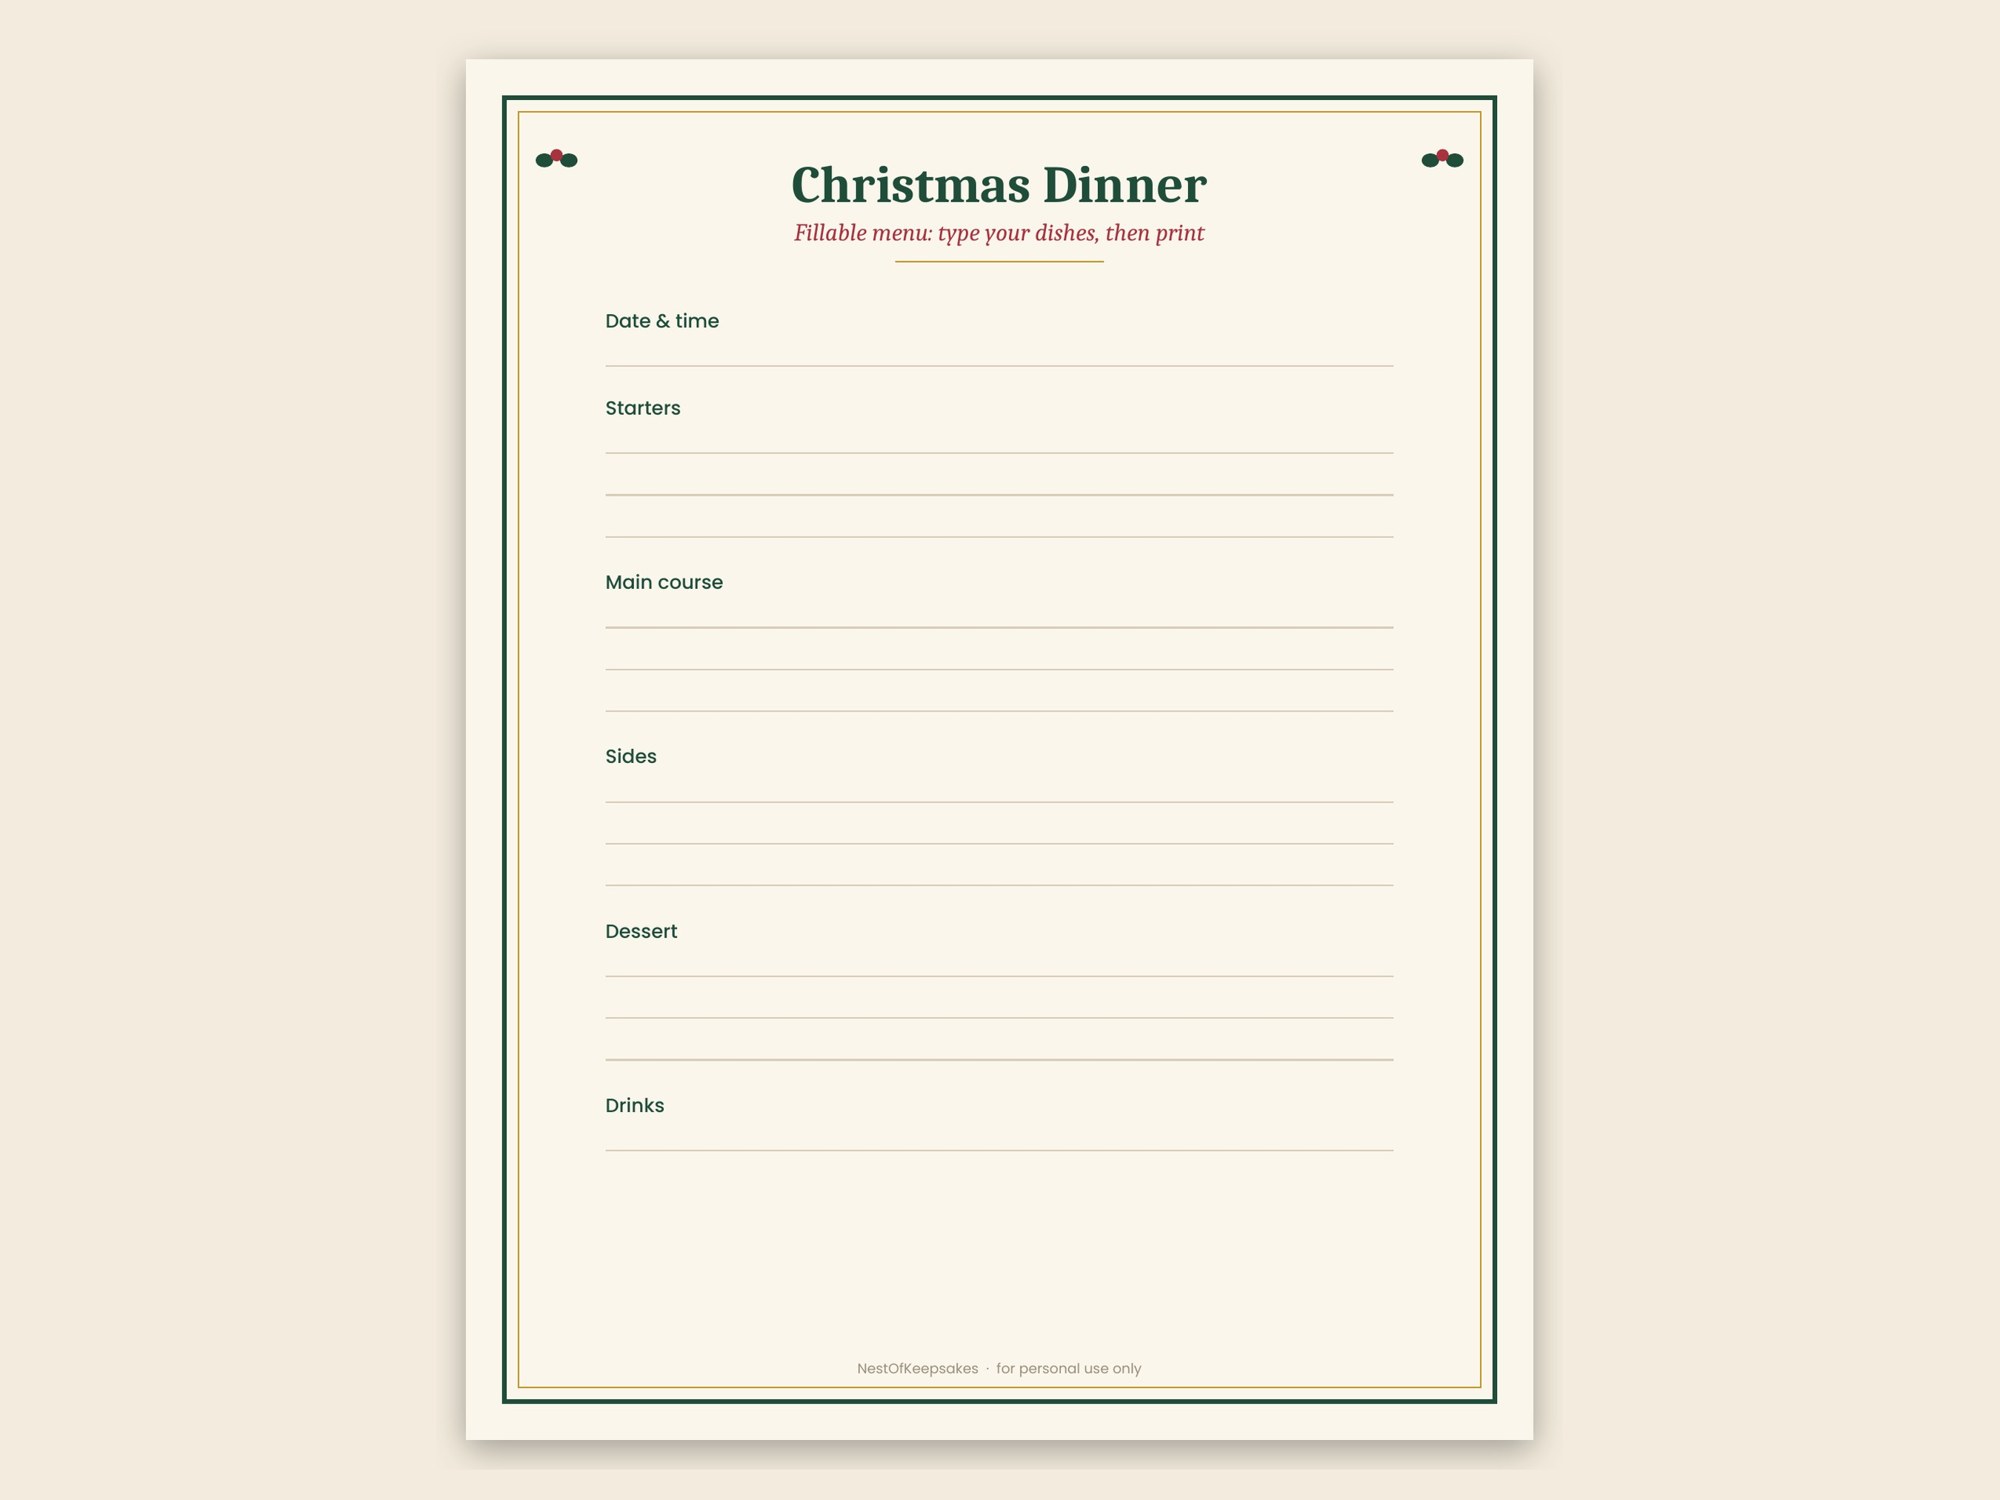 Christmas Dinner
Fillable menu: type your dishes, then print
Date & time
Starters
Main course
Sides
Dessert
Drinks
NestOfKeepsakes · for personal use only